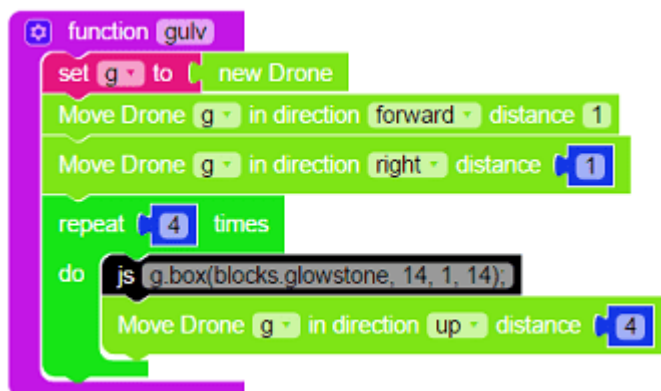 function gulv
set g to new Drone
Move Drone g in direction forward distance 1
Move Drone g in direction right distance 1
repeat 4 times
do js g.box(blocks.glowstone, 14, 1, 14);
Move Drone g in direction up distance 4